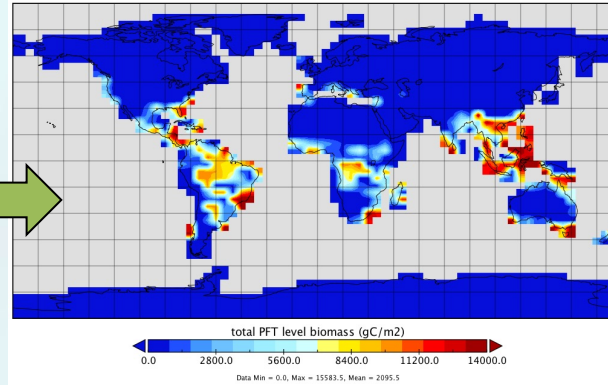 total PFT level biomass (gC/m2)
0.0 2800.0 5600.0 8400.0 11200.0 14000.0
Data Min = 0.0, Max = 15583.5, Mean = 2095.5